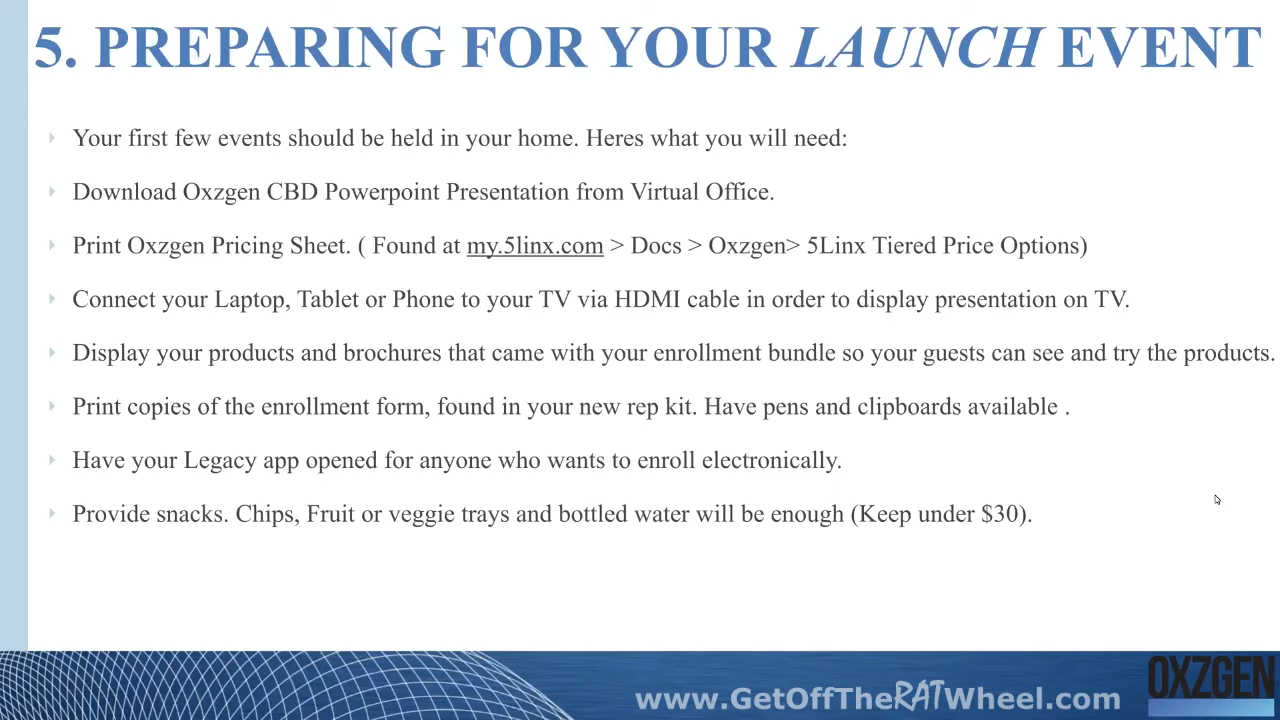 5. PREPARING FOR YOUR LAUNCH EVENT
Your first few events should be held in your home. Heres what you will need:
Download Oxzgen CBD Powerpoint Presentation from Virtual Office.
Print Oxzgen Pricing Sheet. ( Found at my.5linx.com > Docs > Oxzgen> 5Linx Tiered Price Options)
Connect your Laptop, Tablet or Phone to your TV via HDMI cable in order to display presentation on TV.
Display your products and brochures that came with your enrollment bundle so your guests can see and try the products.
Print copies of the enrollment form, found in your new rep kit. Have pens and clipboards available .
Have your Legacy app opened for anyone who wants to enroll electronically.
Provide snacks. Chips, Fruit or veggie trays and bottled water will be enough (Keep under $30).
www.GetOffTheRATWheel.com
OXZGEN